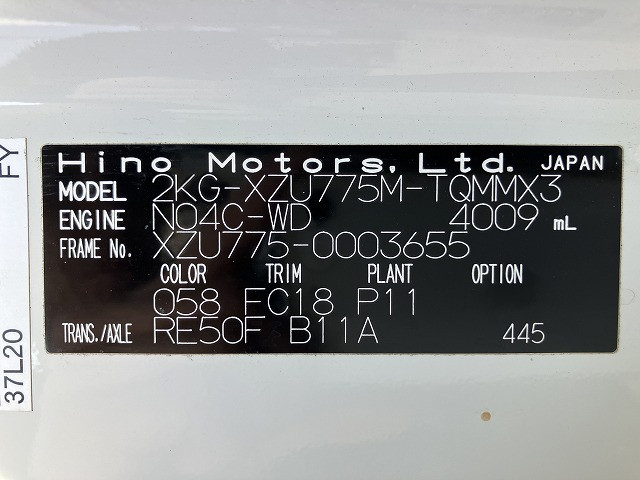 Hino Motors, Ltd. JAPAN
MODEL 2KG-XZU775M-TQMMX3
ENGINE N04C-WD 4009 mL
FRAME No. XZU775-0003655
COLOR TRIM PLANT OPTION
058 FC18 P11
TRANS./AXLE RE50F B11A 445
FY
37L20